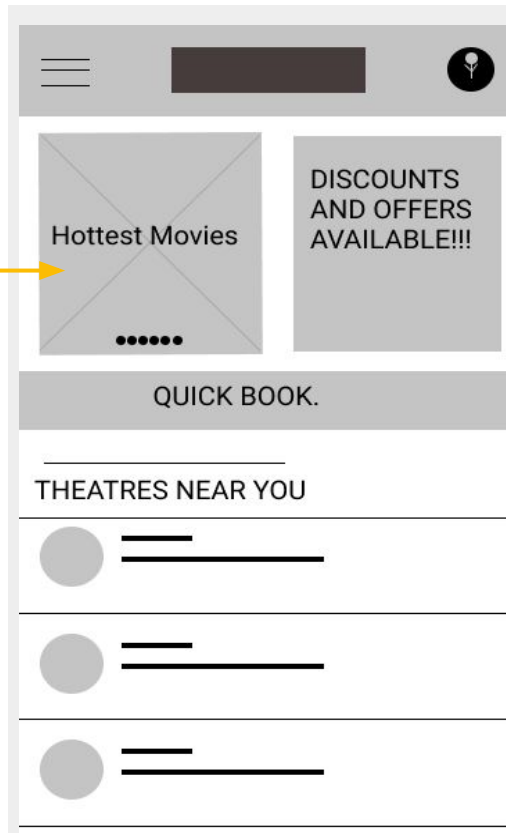 Hottest Movies
DISCOUNTS
AND OFFERS
AVAILABLE!!!
QUICK BOOK.
THEATRES NEAR YOU